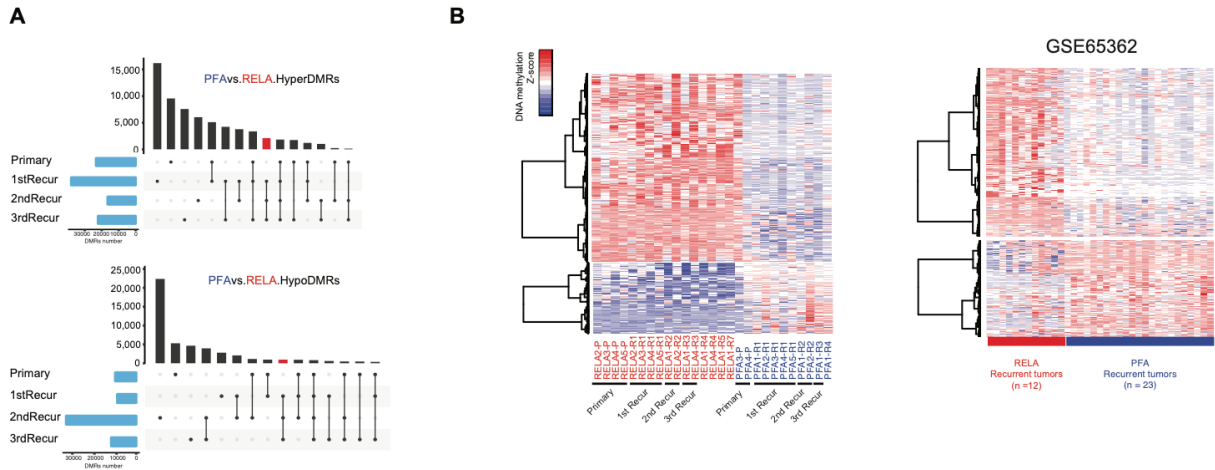 A
PFAvs.RELA.HyperDMRs
15,000
10,000
5,000
0
Primary
1stRecur
2ndRecur
3rdRecur
30000 20000 10000 0
DMRs number
PFAvs.RELA.HypoDMRs
25,000
20,000
15,000
10,000
5,000
0
Primary
1stRecur
2ndRecur
3rdRecur
30000 20000 10000 0
DMRs number
B
DNA methylation
Z-score
RELA2-P
RELA3-P
RELA4-P
RELA5-P
RELA2-R1
RELA3-R1
RELA4-R1
RELA5-R1
RELA1-R2
RELA2-R2
RELA1-R3
RELA4-R3
RELA1-R4
RELA4-R4
RELA1-R5
RELA1-R7
PFA3-P
PFA4-P
PFA1-R1
PFA2-R1
PFA3-R1
PFA4-R1
PFA5-R1
PFA1-R2
PFA2-R2
PFA1-R3
PFA1-R4
Primary
1st Recur
2nd Recur
3rd Recur
Primary
1st Recur
2nd Recur
3rd Recur
GSE65362
RELA
Recurrent tumors
(n =12)
PFA
Recurrent tumors
(n = 23)